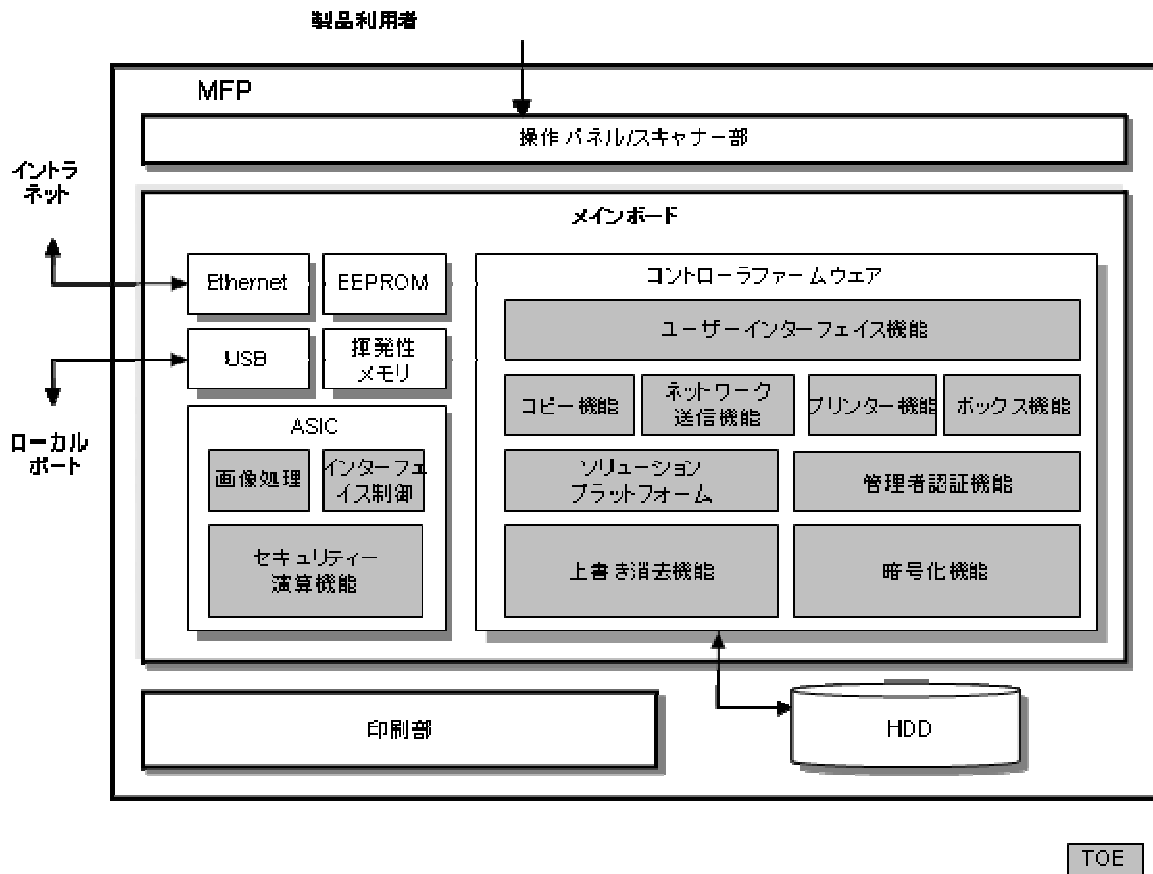 製品利用者
MFP
操作パネル/スキャナー部
イントラ
ネット
メインボード
Ethernet
EEPROM
コントローラファームウェア
ユーザーインターフェイス機能
USB
揮発性
メモリ
コピー機能
ネットワーク
送信機能
プリンター機能
ボックス機能
ASIC
ローカル
ポート
画像処理
インターフェ
イス制御
ソリューション
プラットフォーム
管理者認証機能
セキュリティー
演算機能
上書き消去機能
暗号化機能
印刷部
HDD
TOE